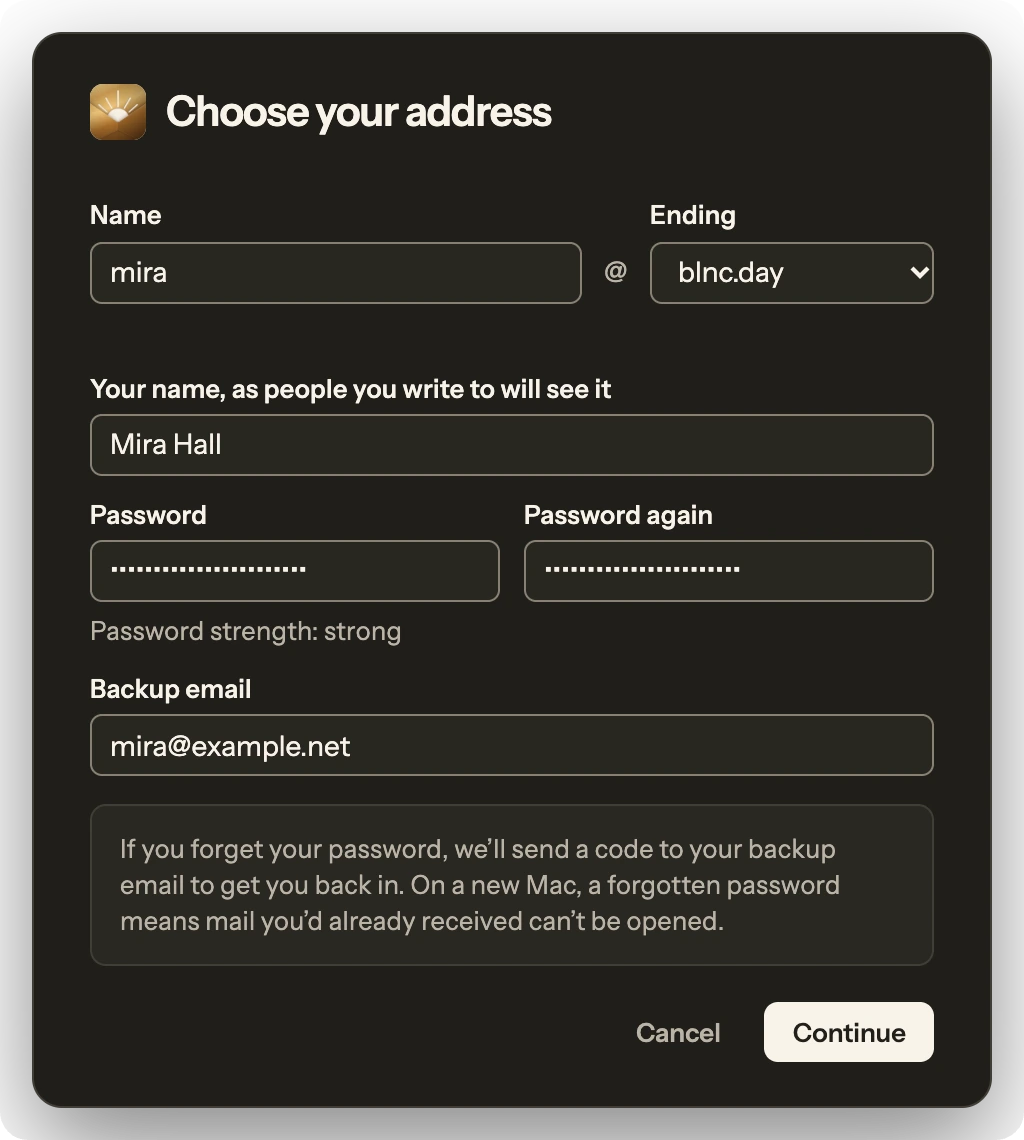 Choose your address
Name
Ending
mira
@
blnc.day
Your name, as people you write to will see it
Mira Hall
Password
Password again
Password strength: strong
Backup email
mira@example.net
If you forget your password, we’ll send a code to your backup
email to get you back in. On a new Mac, a forgotten password
means mail you’d already received can’t be opened.
Cancel
Continue